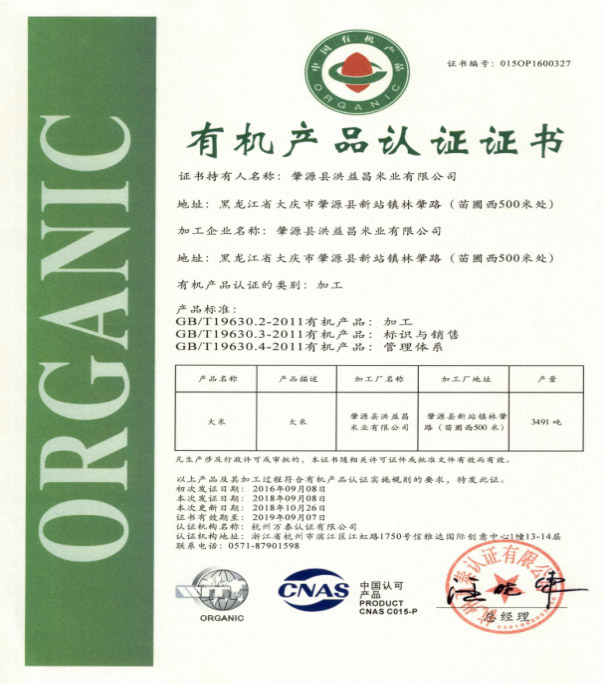 ORGANIC
中国有机产品
ORGANIC
证书编号：015OP1600327
有机产品认证证书
证书持有人名称：肇源县洪益昌米业有限公司
地址：黑龙江省大庆市肇源县新站镇林肇路（苗圃西500米处）
加工企业名称：肇源县洪益昌米业有限公司
地址：黑龙江省大庆市肇源县新站镇林肇路（苗圃西500米处）
有机产品认证的类别：加工
产品标准：
GB/T19630.2-2011有机产品：加工
GB/T19630.3-2011有机产品：标识与销售
GB/T19630.4-2011有机产品：管理体系
产品名称 产品描述 加工厂名称 加工厂地址 产量
大米 大米 肇源县洪益昌米业有限公司 肇源县新站镇林肇路（苗圃西500米） 3491 吨
凡生产涉及行政许可或审批的，本证书随相关许可证件或批准文件有效而有效。
以上产品及其加工过程符合有机产品认证实施规则的要求，特发此证。
初次发证日期：2016年09月08日
本次发证日期：2018年09月08日
本次更新日期：2018年10月26日
证书有效期至：2019年09月07日
认证机构名称：杭州万泰认证有限公司
认证机构地址：浙江省杭州市滨江区江虹路1750号信雅达国际创意中心1幢13-14层
联系电话：0571-87901598
ORGANIC
CNAS
中国认可
产品
PRODUCT
CNAS C015-P
泰认证有限公
总经理